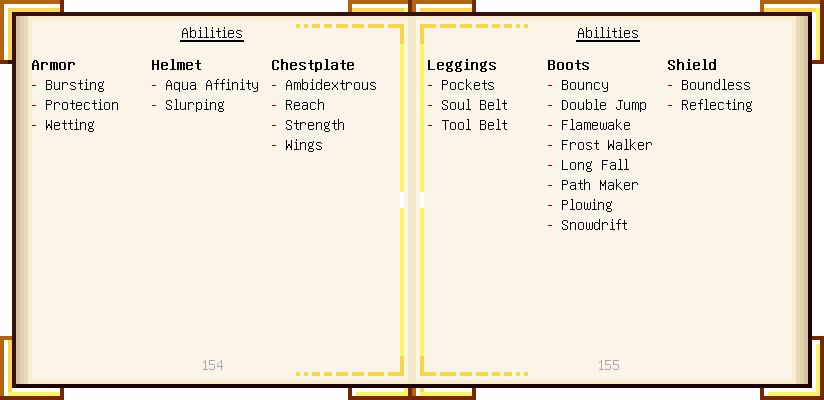 Abilities
Armor
- Bursting
- Protection
- Wetting
Helmet
- Aqua Affinity
- Slurping
Chestplate
- Ambidextrous
- Reach
- Strength
- Wings
154
Abilities
Leggings
- Pockets
- Soul Belt
- Tool Belt
Boots
- Bouncy
- Double Jump
- Flamewake
- Frost Walker
- Long Fall
- Path Maker
- Plowing
- Snowdrift
Shield
- Boundless
- Reflecting
155